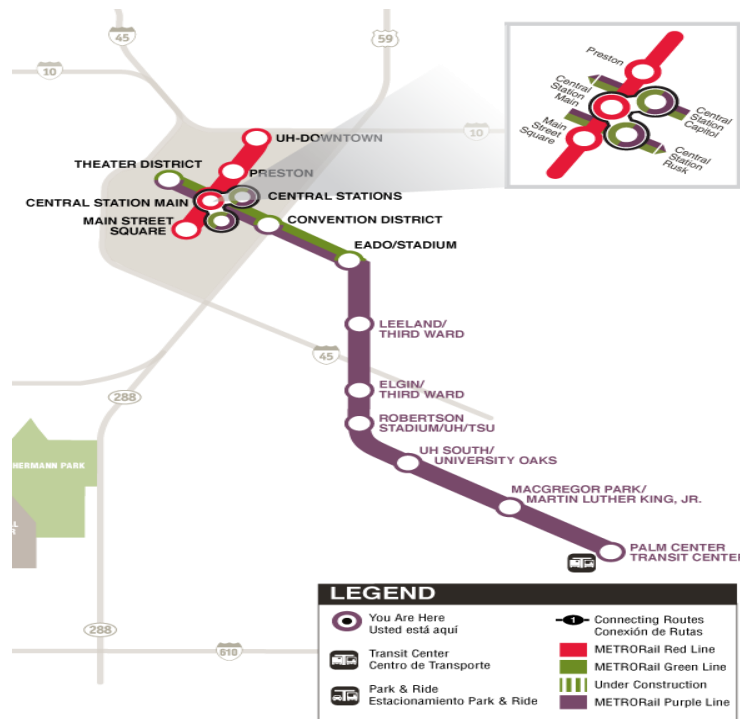 45
59
10
10
UH-DOWNTOWN
THEATER DISTRICT
PRESTON
CENTRAL STATION MAIN
CENTRAL STATIONS
MAIN STREET
SQUARE
CONVENTION DISTRICT
EADO/STADIUM
Preston
Central
Station
Main
Main
Street
Square
Central
Station
Capitol
Central
Station
Rusk
LEELAND/
THIRD WARD
45
ELGIN/
THIRD WARD
288
ROBERTSON
STADIUM/UH/TSU
UH SOUTH/
UNIVERSITY OAKS
HERMANN PARK
MACGREGOR PARK/
MARTIN LUTHER KING, JR.
PALM CENTER
TRANSIT CENTER
288
610
LEGEND
You Are Here
Usted está aquí
Transit Center
Centro de Transporte
Park & Ride
Estacionamiento Park & Ride
1
Connecting Routes
Conexión de Rutas
METRORail Red Line
METRORail Green Line
Under Construction
METRORail Purple Line